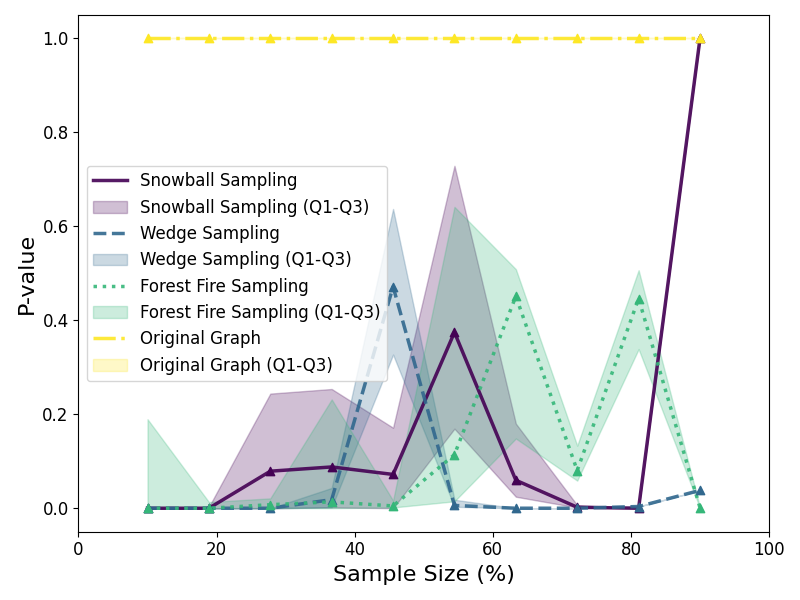 1.0
0.8
0.6
0.4
0.2
0.0
P-value
Snowball Sampling
Snowball Sampling (Q1-Q3)
Wedge Sampling
Wedge Sampling (Q1-Q3)
Forest Fire Sampling
Forest Fire Sampling (Q1-Q3)
Original Graph
Original Graph (Q1-Q3)
0 20 40 60 80 100
Sample Size (%)